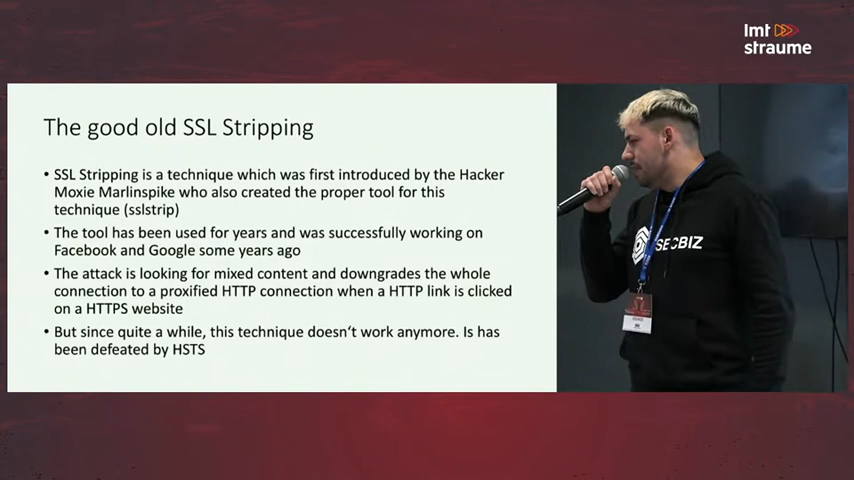 lmt
straume
The good old SSL Stripping
• SSL Stripping is a technique which was first introduced by the Hacker
Moxie Marlinspike who also created the proper tool for this
technique (sslstrip)
• The tool has been used for years and was successfully working on
Facebook and Google some years ago
• The attack is looking for mixed content and downgrades the whole
connection to a proxified HTTP connection when a HTTP link is clicked
on a HTTPS website
• But since quite a while, this technique doesn‘t work anymore. Is has
been defeated by HSTS
SECBIZ